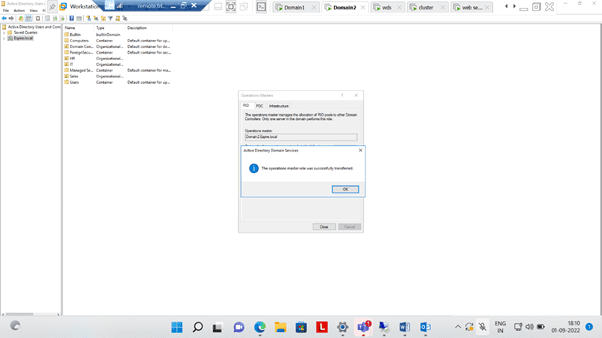 Active Directory Users and Computers
Workstation
remote.
Domain1
Domain2
wds
cluster
web se...
File Action View
Active Directory Users and Com
Saved Queries
Expire.local
Name Type Description
Builtin builtinDomain
Computers Container Default container for up...
Domain Con... Organizational... Default container for do...
ForeignSecur... Container Default container for sec...
HR Organizational...
IT Organizational...
Managed Se... Container Default container for ma...
Sales Organizational...
Users Container Default container for up...
Operations Masters
RID PDC Infrastructure
The operations master manages the allocation of RID pools to other Domain
Controllers. Only one server in the domain performs this role.
Operations master:
Domain2.Expire.local
Active Directory Domain Services
The operations master role was successfully transferred.
OK
Close Cancel
ENG
IN
18:10
01-09-2022